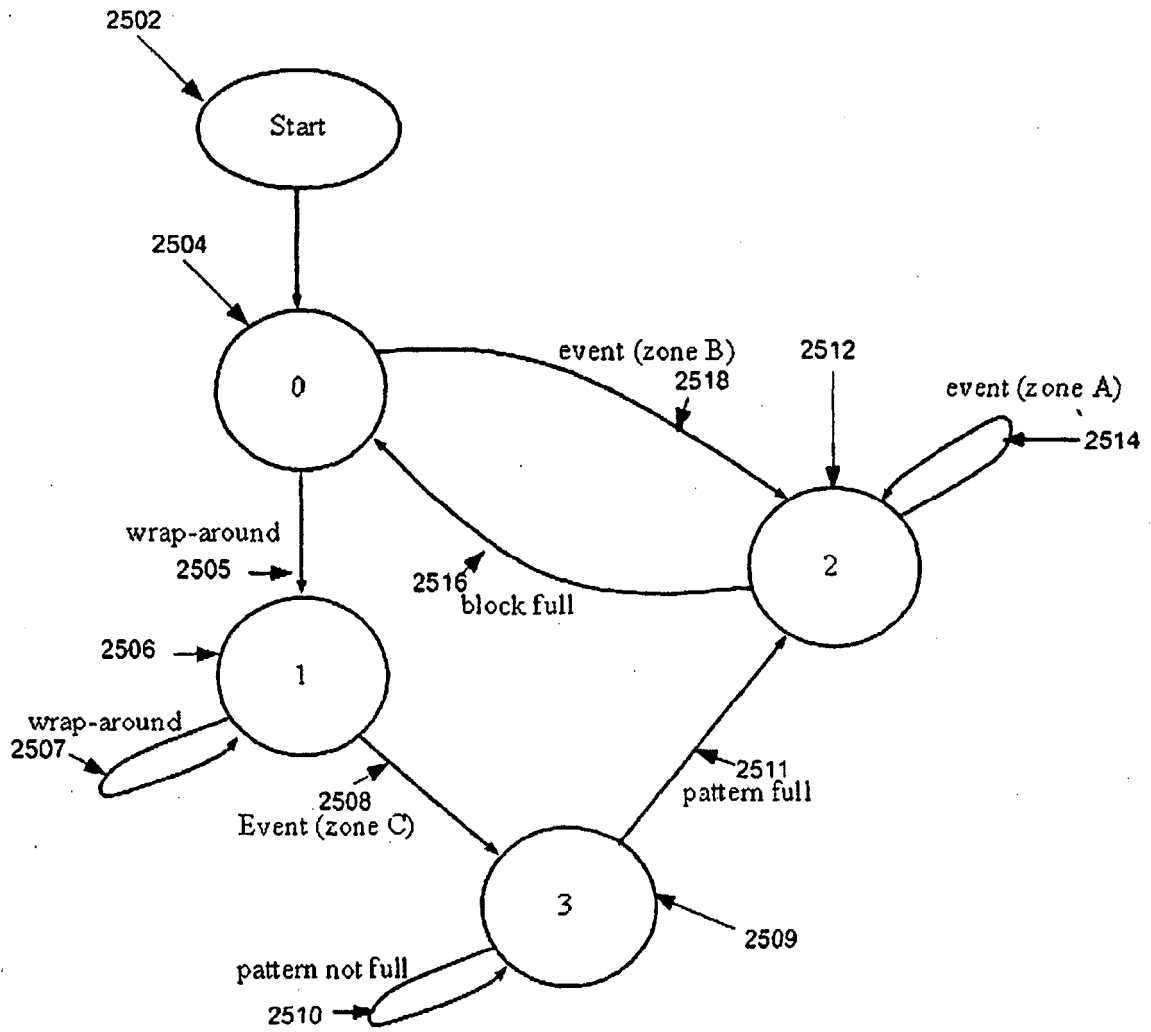 2502
Start
2504
0
event (zone B)
2518
2512
event (zone A)
2514
2
wrap-around
2505
2516
block full
2506
1
wrap-around
2507
2508
Event (zone C)
2511
pattern full
3
2509
pattern not full
2510